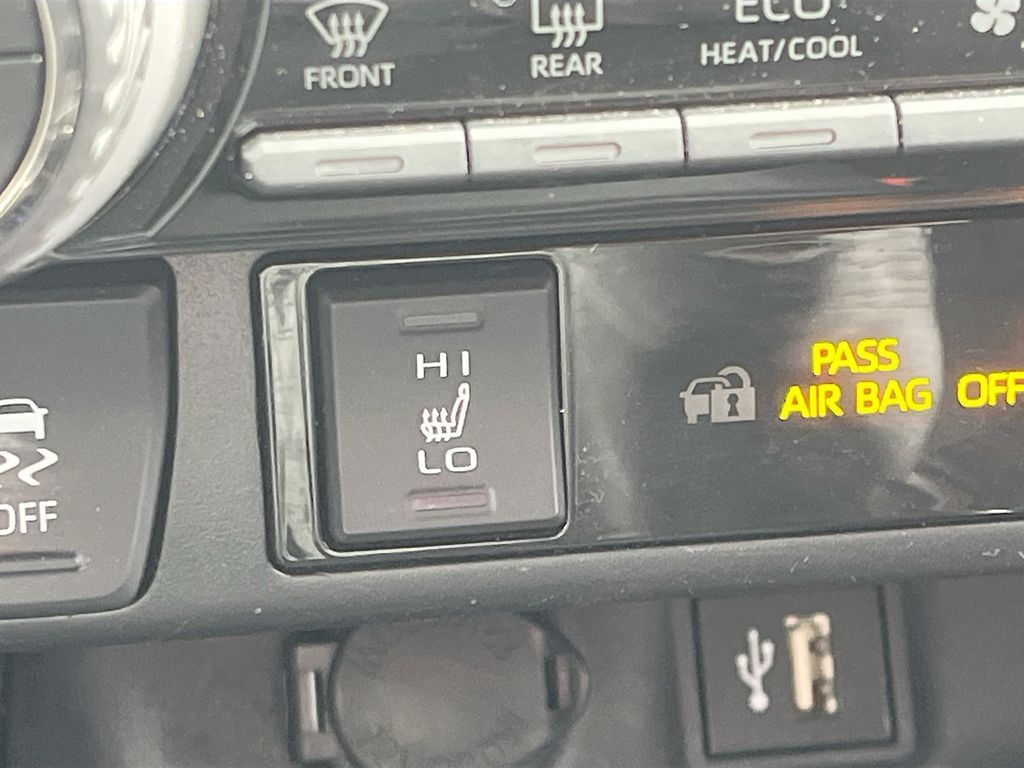 FRONT
REAR
ECO
HEAT/COOL
HI
LO
PASS
AIR BAG OFF
OFF